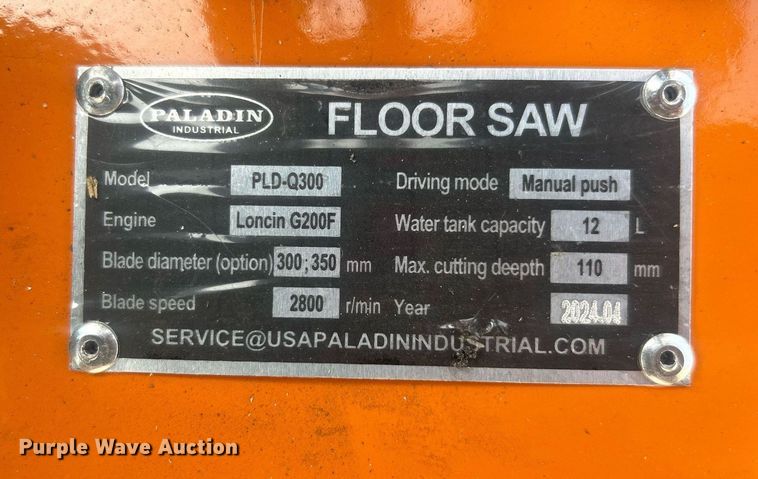 PALADIN
INDUSTRIAL
FLOOR SAW
Model PLD-Q300 Driving mode Manual push
Engine Loncin G200F Water tank capacity 12 L
Blade diameter (option) 300;350 mm Max. cutting deepth 110 mm
Blade speed 2800 r/min Year 2024.04
SERVICE@USAPALADININDUSTRIAL.COM
Purple Wave Auction